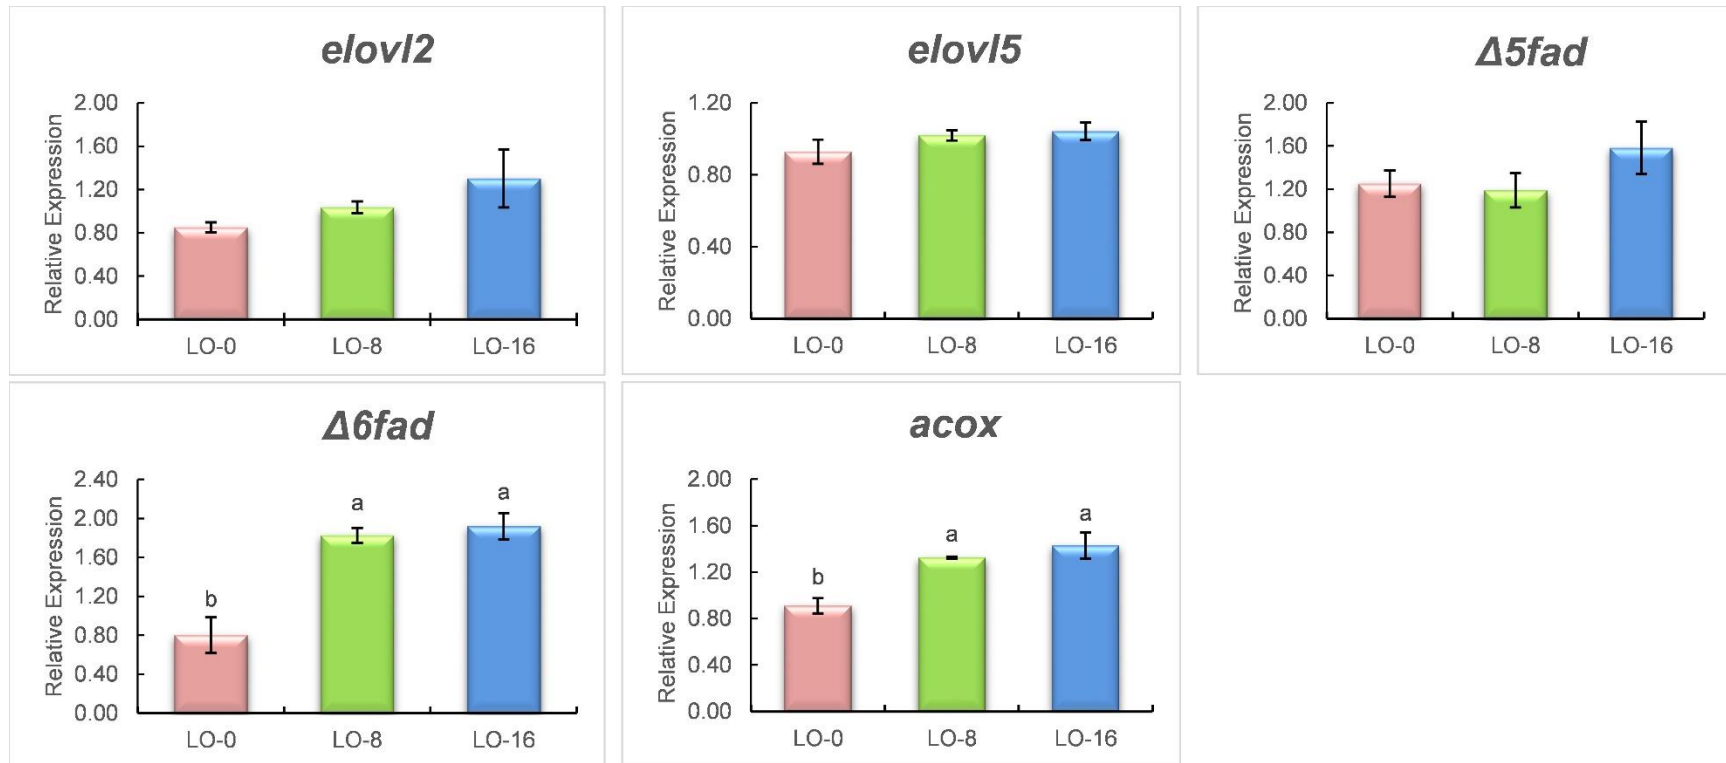 elovl2
Relative Expression
2.00
1.60
1.20
0.80
0.40
0.00
LO-0 LO-8 LO-16
elovl5
Relative Expression
1.20
0.80
0.40
0.00
LO-0 LO-8 LO-16
Δ5fad
Relative Expression
2.00
1.60
1.20
0.80
0.40
0.00
LO-0 LO-8 LO-16
Δ6fad
Relative Expression
2.40
2.00
1.60
1.20
0.80
0.40
0.00
b a a
LO-0 LO-8 LO-16
acox
Relative Expression
2.00
1.60
1.20
0.80
0.40
0.00
b a a
LO-0 LO-8 LO-16